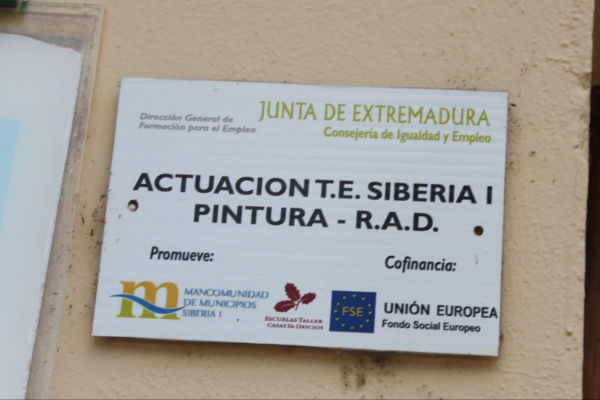 Dirección General de
Formación para el Empleo
JUNTA DE EXTREMADURA
Consejería de Igualdad y Empleo
ACTUACION T.E. SIBERIA I
PINTURA - R.A.D.
Promueve:
Cofinancia:
m MANCOMUNIDAD
DE MUNICIPIOS
SIBERIA I
ESCUELAS TALLER
CASAS DE OFICIOS
FSE
UNIÓN EUROPEA
Fondo Social Europeo